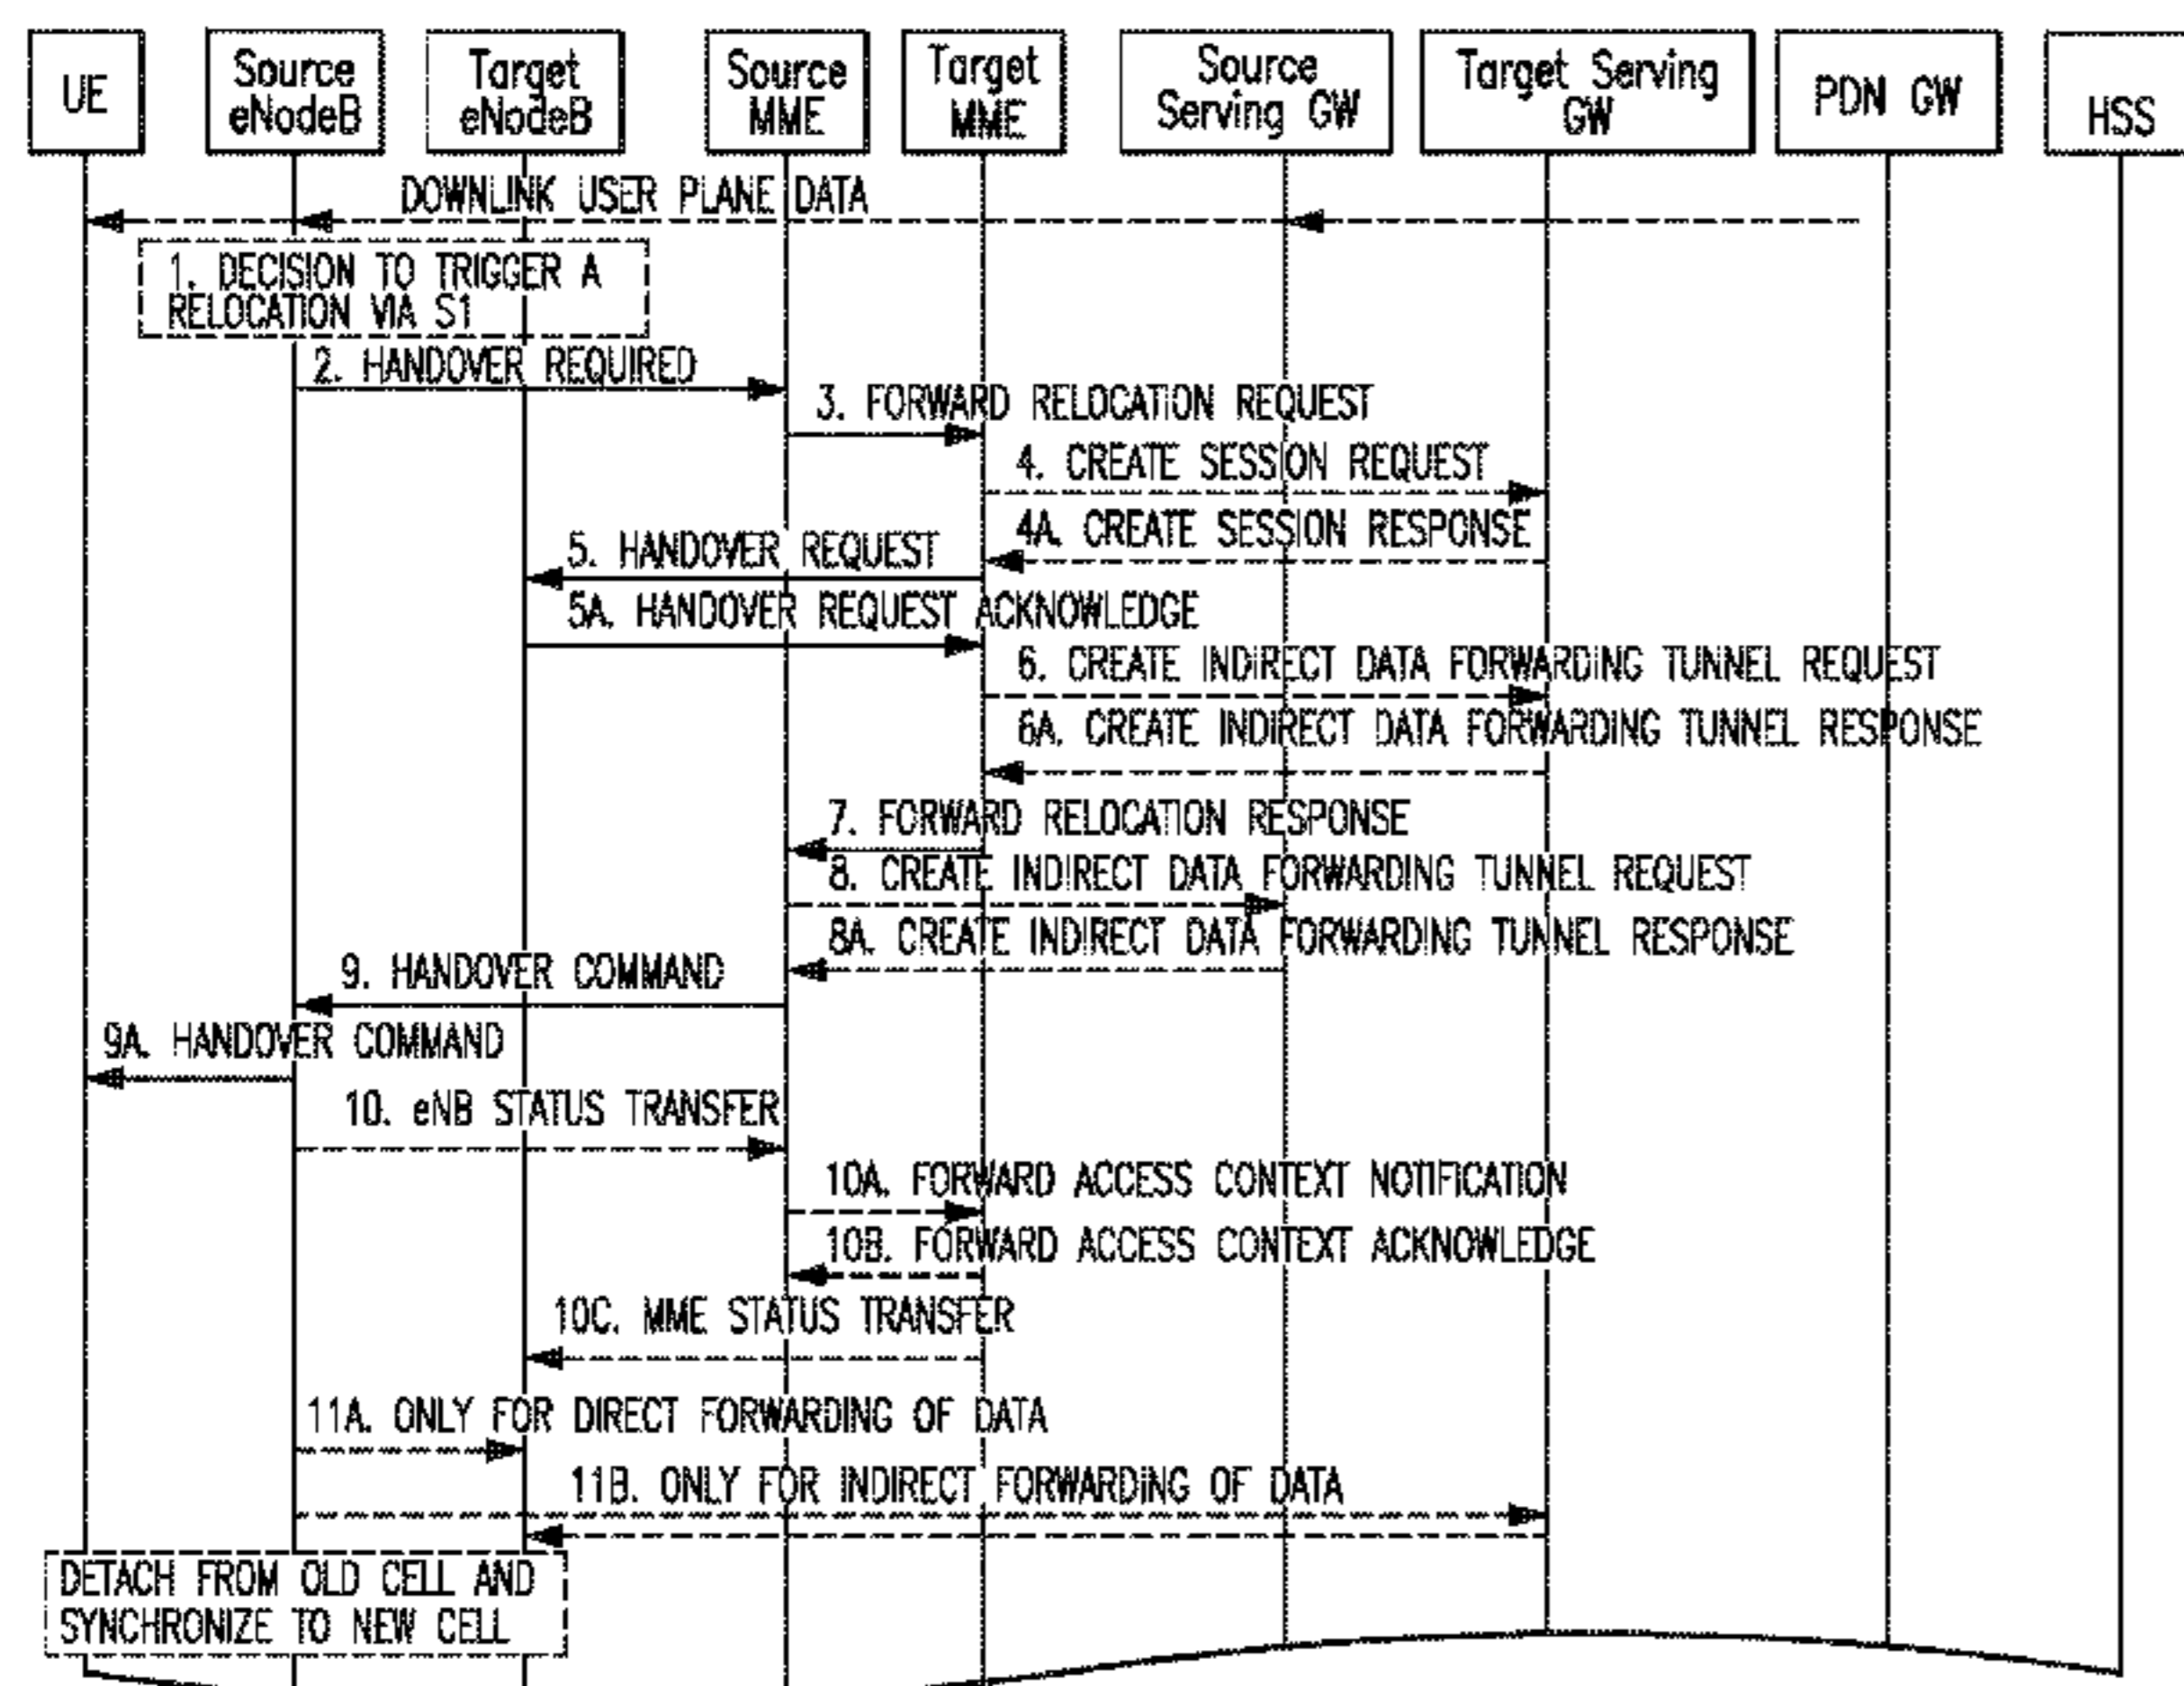 UE
Source
eNodeB
Target
eNodeB
Source
MME
Target
MME
Source
Serving GW
Target Serving
GW
PDN GW
HSS
DOWNLINK USER PLANE DATA
1. DECISION TO TRIGGER A
RELOCATION VIA S1
2. HANDOVER REQUIRED
3. FORWARD RELOCATION REQUEST
4. CREATE SESSION REQUEST
4A. CREATE SESSION RESPONSE
5. HANDOVER REQUEST
5A. HANDOVER REQUEST ACKNOWLEDGE
6. CREATE INDIRECT DATA FORWARDING TUNNEL REQUEST
6A. CREATE INDIRECT DATA FORWARDING TUNNEL RESPONSE
7. FORWARD RELOCATION RESPONSE
8. CREATE INDIRECT DATA FORWARDING TUNNEL REQUEST
8A. CREATE INDIRECT DATA FORWARDING TUNNEL RESPONSE
9. HANDOVER COMMAND
9A. HANDOVER COMMAND
10. eNB STATUS TRANSFER
10A. FORWARD ACCESS CONTEXT NOTIFICATION
10B. FORWARD ACCESS CONTEXT ACKNOWLEDGE
10C. MME STATUS TRANSFER
11A. ONLY FOR DIRECT FORWARDING OF DATA
11B. ONLY FOR INDIRECT FORWARDING OF DATA
DETACH FROM OLD CELL AND
SYNCHRONIZE TO NEW CELL